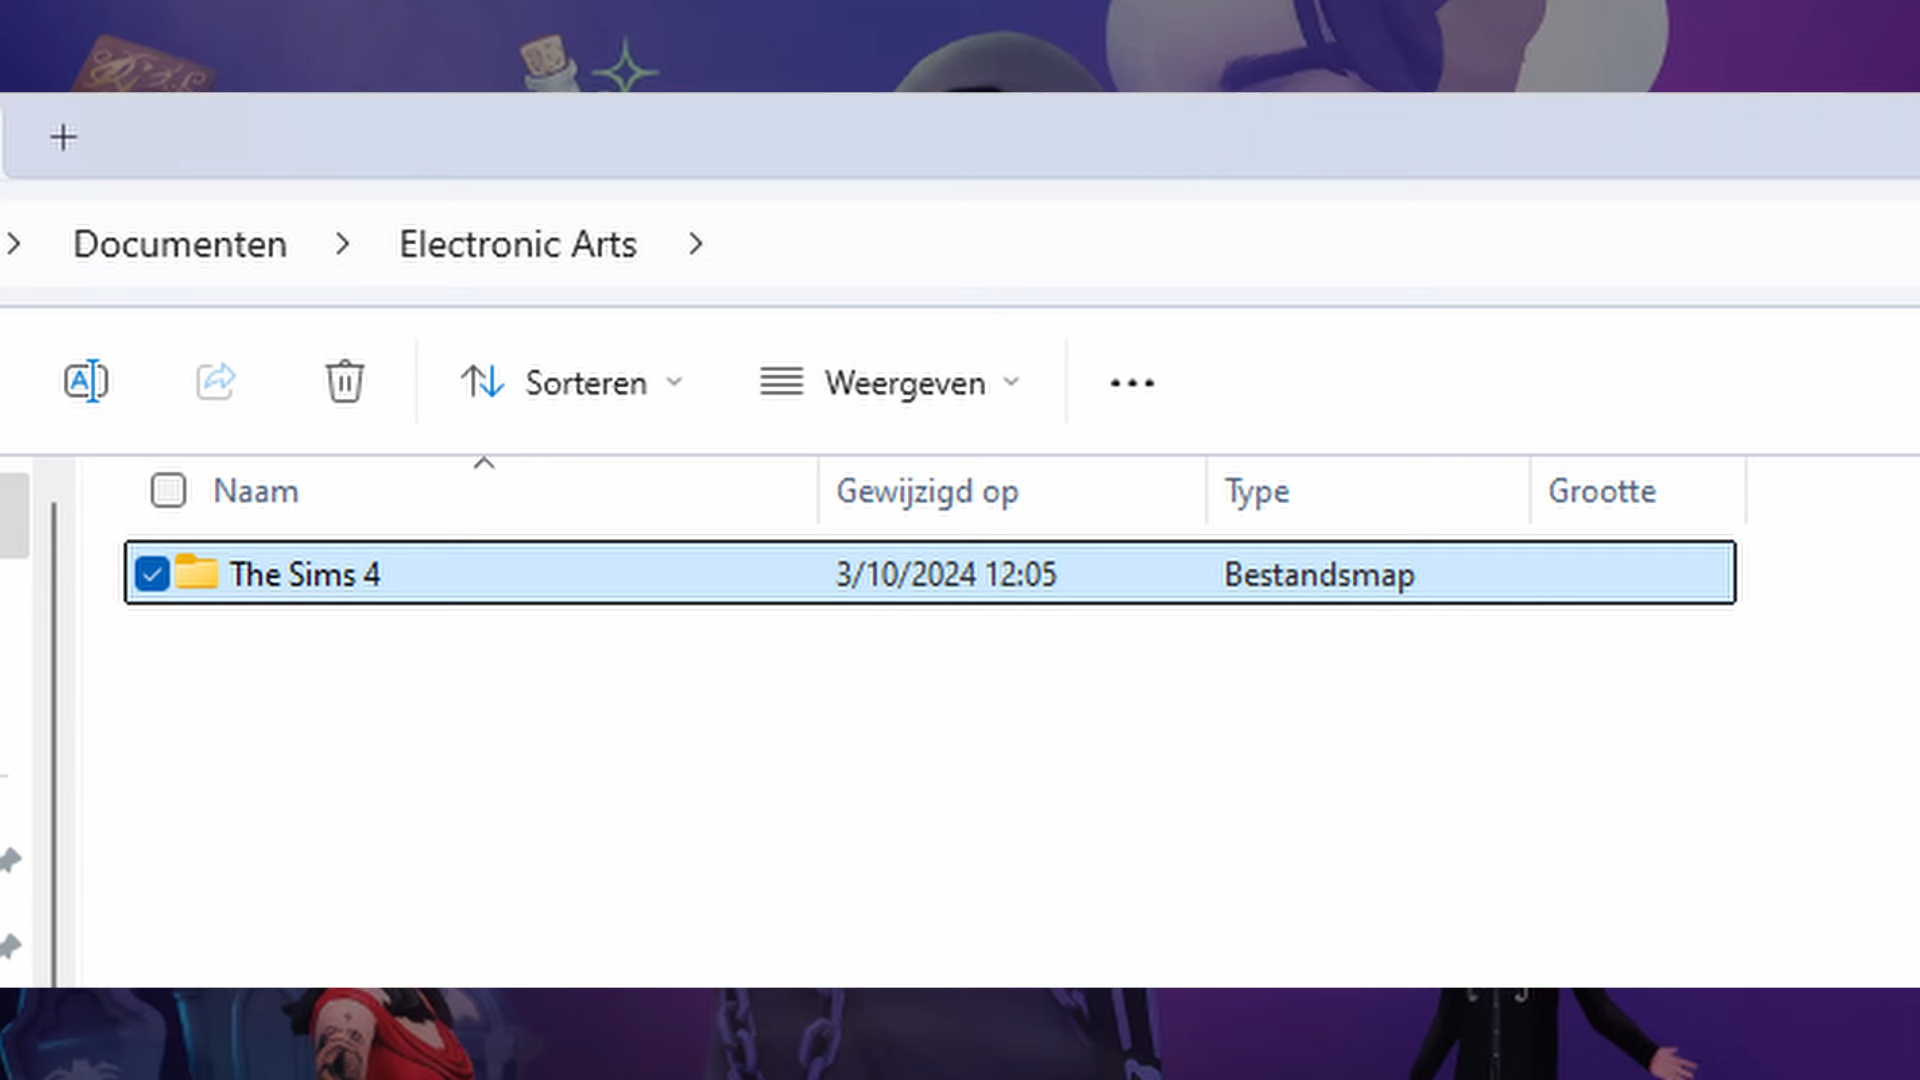 Documenten > Electronic Arts >
Sorteren Weergeven
Naam Gewijzigd op Type Grootte
The Sims 4 3/10/2024 12:05 Bestandsmap